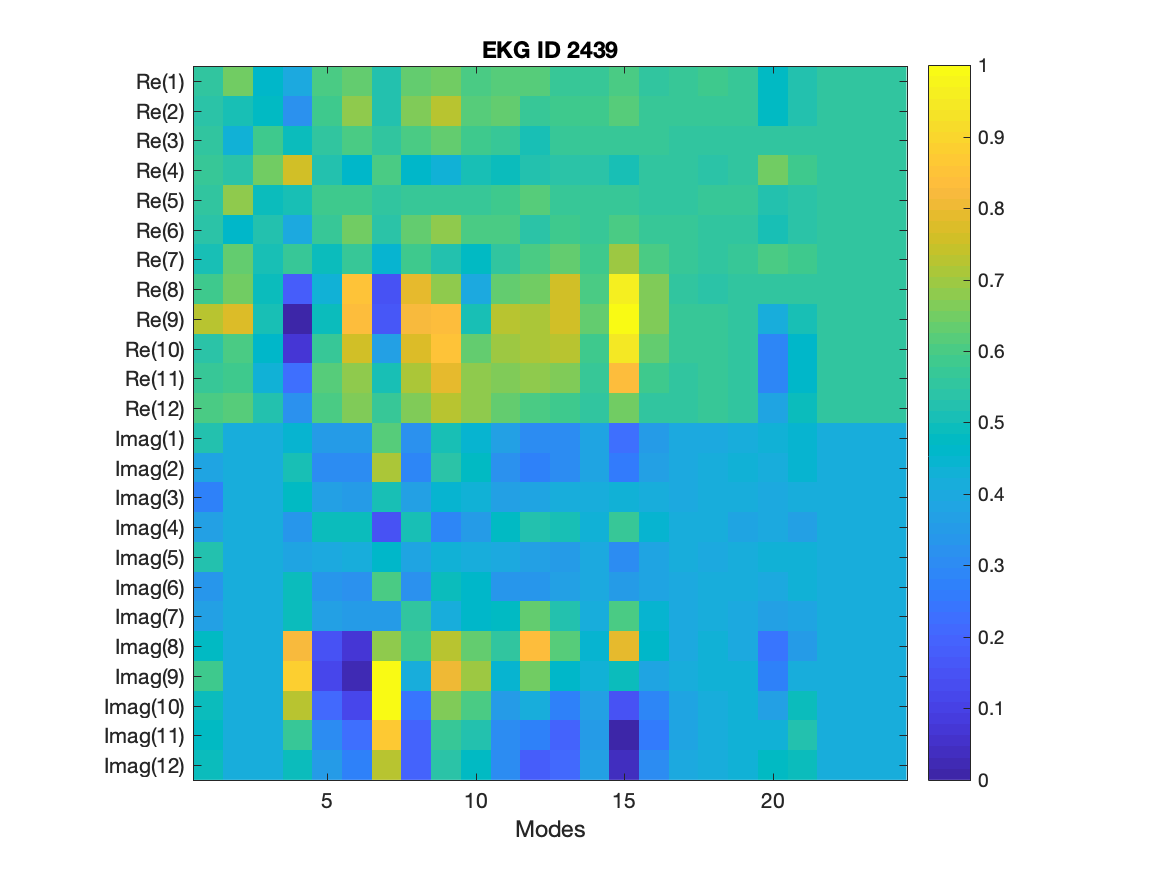 EKG ID 2439
Re(1)
Re(2)
Re(3)
Re(4)
Re(5)
Re(6)
Re(7)
Re(8)
Re(9)
Re(10)
Re(11)
Re(12)
Imag(1)
Imag(2)
Imag(3)
Imag(4)
Imag(5)
Imag(6)
Imag(7)
Imag(8)
Imag(9)
Imag(10)
Imag(11)
Imag(12)
5 10 15 20
Modes
1
0.9
0.8
0.7
0.6
0.5
0.4
0.3
0.2
0.1
0